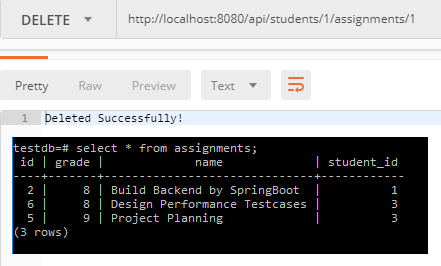 DELETE http://localhost:8080/api/students/1/assignments/1
Pretty Raw Preview Text
1 Deleted Successfully!
testdb=# select * from assignments;
id | grade | name | student_id
----+-------+------------------------------+------------
2 | 8 | Build Backend by SpringBoot | 1
6 | 8 | Design Performance Testcases | 3
5 | 9 | Project Planning | 3
(3 rows)